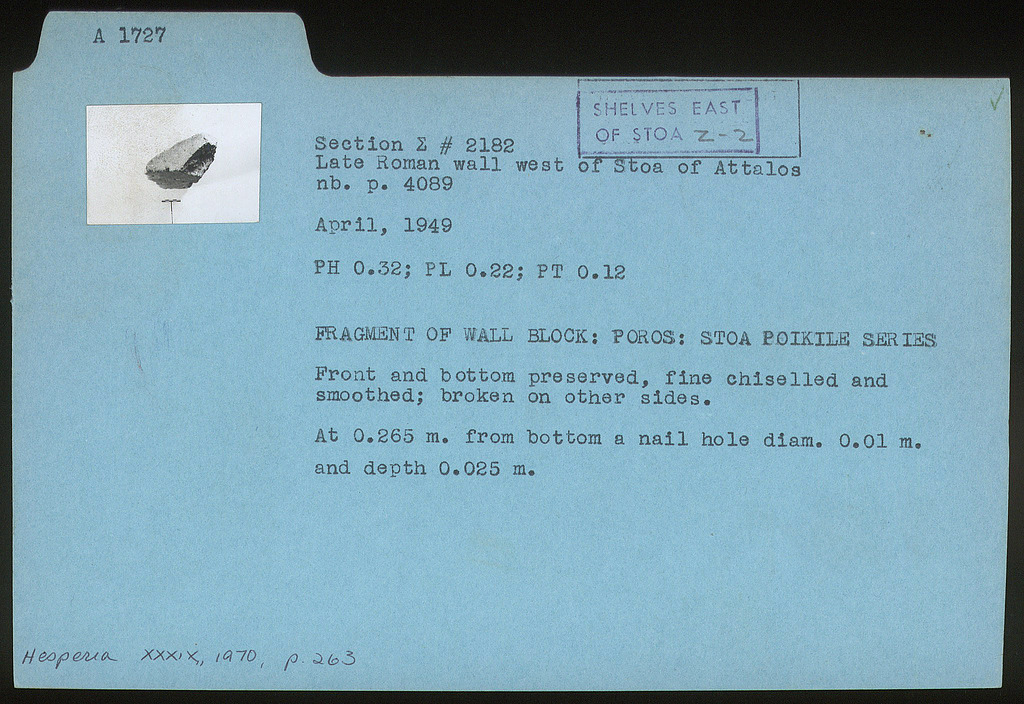 A 1727
SHELVES EAST
OF STOA Z-2
Section Σ # 2182
Late Roman wall west of Stoa of Attalos
nb. p. 4089
April, 1949
PH 0.32; PL 0.22; PT 0.12
FRAGMENT OF WALL BLOCK: POROS: STOA POIKILE SERIES
Front and bottom preserved, fine chiselled and
smoothed; broken on other sides.
At 0.265 m. from bottom a nail hole diam. 0.01 m.
and depth 0.025 m.
Hesperia XXXIX, 1970, p. 263